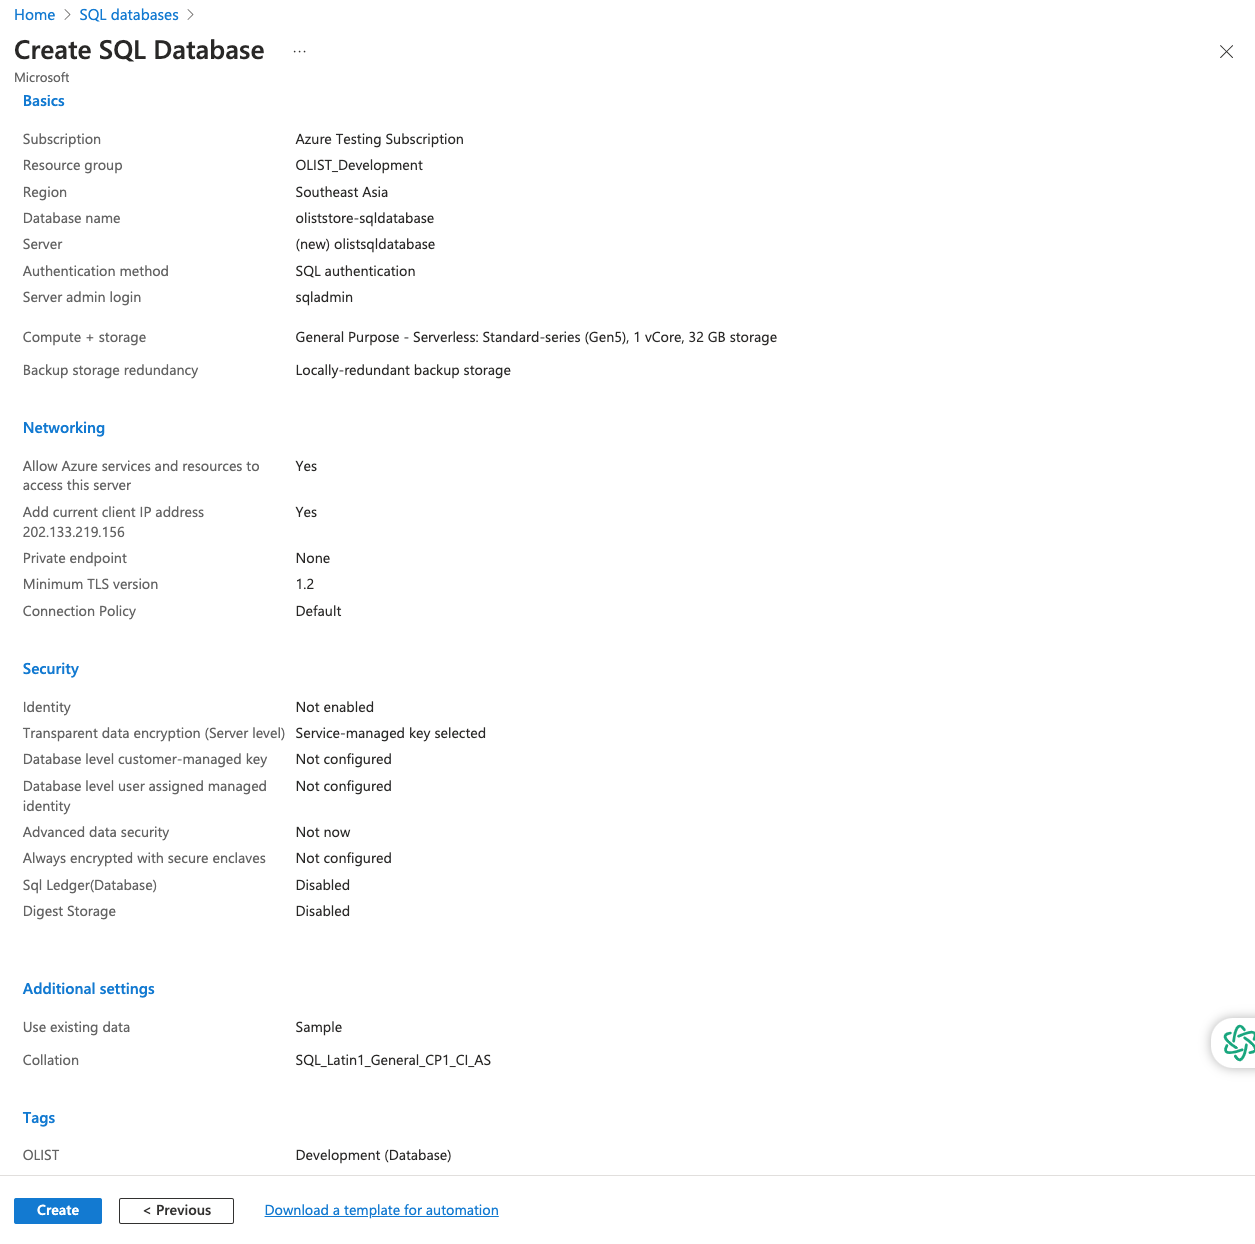 Home > SQL databases >
Create SQL Database ...
Microsoft
Basics
Subscription Azure Testing Subscription
Resource group OLIST_Development
Region Southeast Asia
Database name oliststore-sqldatabase
Server (new) olistsqldatabase
Authentication method SQL authentication
Server admin login sqladmin
Compute + storage General Purpose - Serverless: Standard-series (Gen5), 1 vCore, 32 GB storage
Backup storage redundancy Locally-redundant backup storage
Networking
Allow Azure services and resources to Yes
access this server
Add current client IP address Yes
202.133.219.156
Private endpoint None
Minimum TLS version 1.2
Connection Policy Default
Security
Identity Not enabled
Transparent data encryption (Server level) Service-managed key selected
Database level customer-managed key Not configured
Database level user assigned managed Not configured
identity
Advanced data security Not now
Always encrypted with secure enclaves Not configured
Sql Ledger(Database) Disabled
Digest Storage Disabled
Additional settings
Use existing data Sample
Collation SQL_Latin1_General_CP1_CI_AS
Tags
OLIST Development (Database)
Create < Previous Download a template for automation